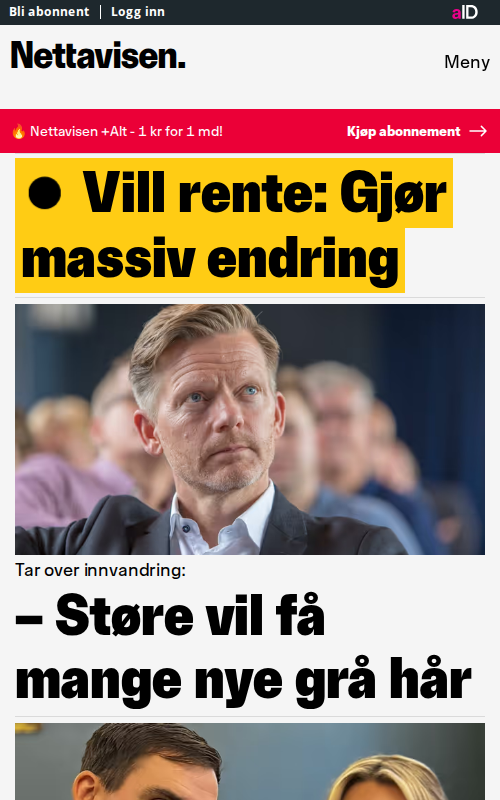 Bli abonnent | Logg inn
aID
Nettavisen.
Meny
🔥 Nettavisen +Alt - 1 kr for 1 md!
Kjøp abonnement →
● Vill rente: Gjør
massiv endring
Tar over innvandring:
– Støre vil få
mange nye grå hår